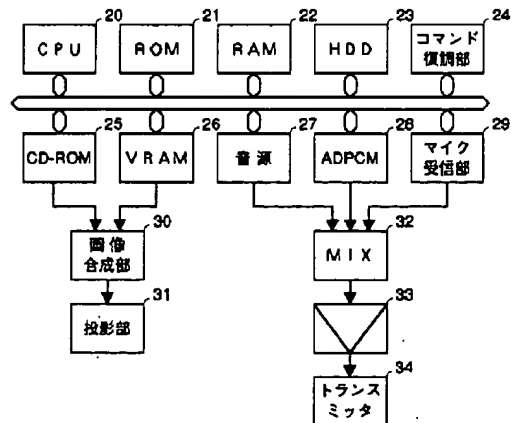 20 21 22 23 24
CPU ROM RAM HDD コマンド
復調部
25 26 27 28 29
CD-ROM VRAM 音源 ADPCM マイク
受信部
30 32
画像
合成部
MIX
31 33
投影部
34
トランス
ミッタ